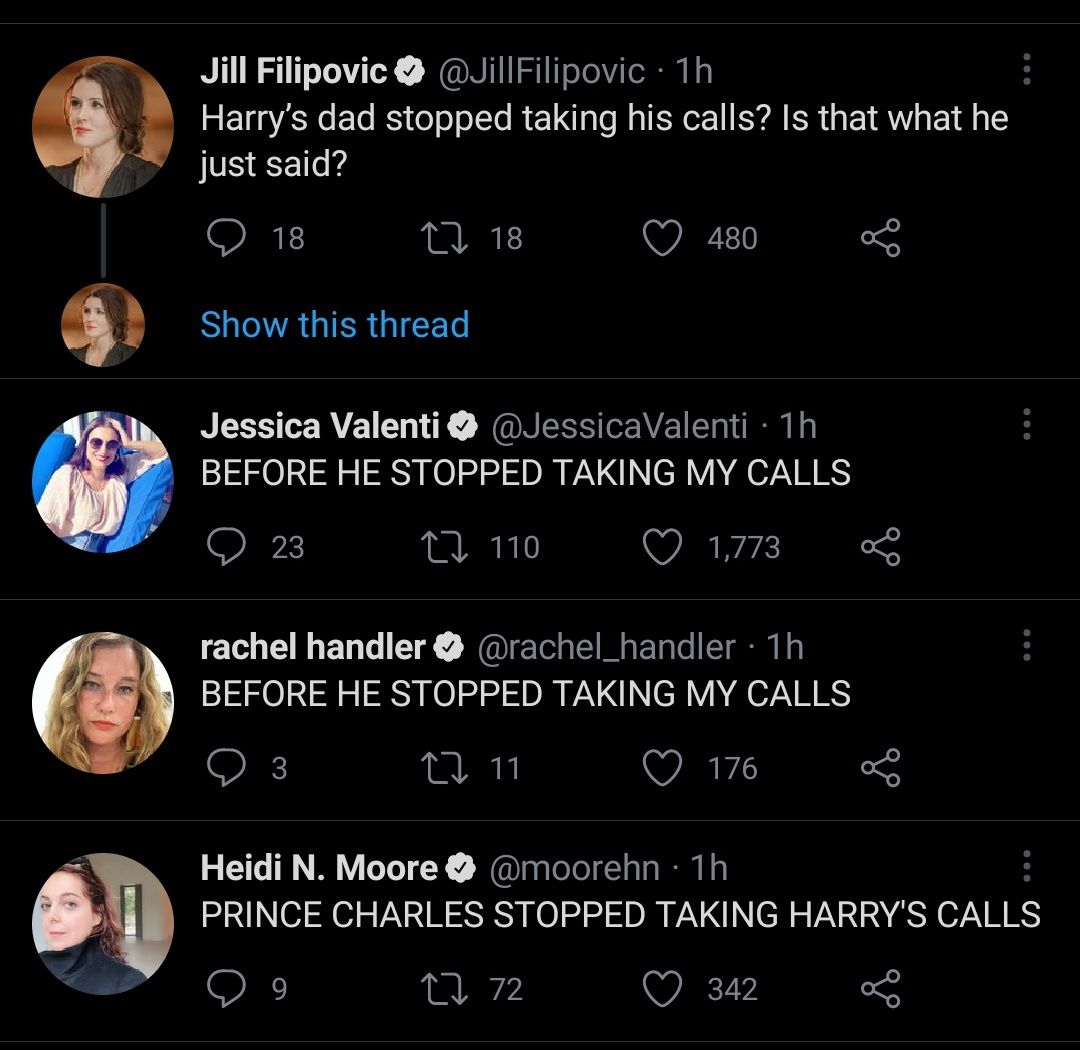 Jill Filipovic @JillFilipovic · 1h
Harry’s dad stopped taking his calls? Is that what he
just said?
18 18 480
Show this thread
Jessica Valenti @JessicaValenti · 1h
BEFORE HE STOPPED TAKING MY CALLS
23 110 1,773
rachel handler @rachel_handler · 1h
BEFORE HE STOPPED TAKING MY CALLS
3 11 176
Heidi N. Moore @moorehn · 1h
PRINCE CHARLES STOPPED TAKING HARRY'S CALLS
9 72 342